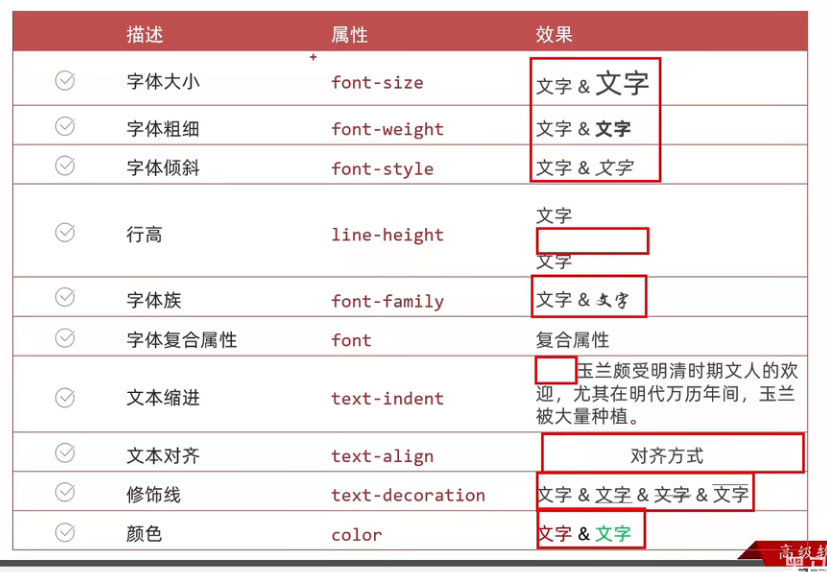 描述 属性 效果
字体大小 font-size 文字 & 文字
字体粗细 font-weight 文字 & 文字
字体倾斜 font-style 文字 & 文字
文字
行高 line-height
文字
字体族 font-family 文字 & 文字
字体复合属性 font 复合属性
玉兰颇受明清时期文人的欢
文本缩进 text-indent 迎，尤其在明代万历年间，玉兰
被大量种植。
文本对齐 text-align 对齐方式
修饰线 text-decoration 文字 & 文字 & 文字 & 文字
颜色 color 文字 & 文字
高级软